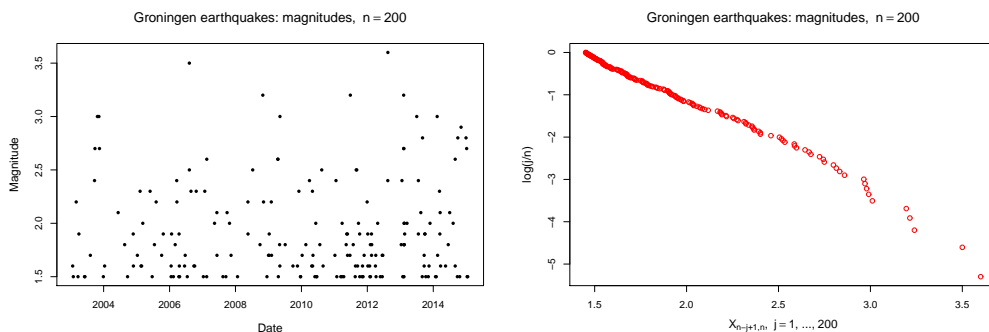 Groningen earthquakes: magnitudes, n = 200
Magnitude
3.5
3.0
2.5
2.0
1.5
2004 2006 2008 2010 2012 2014
Date
Groningen earthquakes: magnitudes, n = 200
log(j/n)
0
−1
−2
−3
−4
−5
1.5 2.0 2.5 3.0 3.5
Xn−j+1,n, j = 1, ..., 200